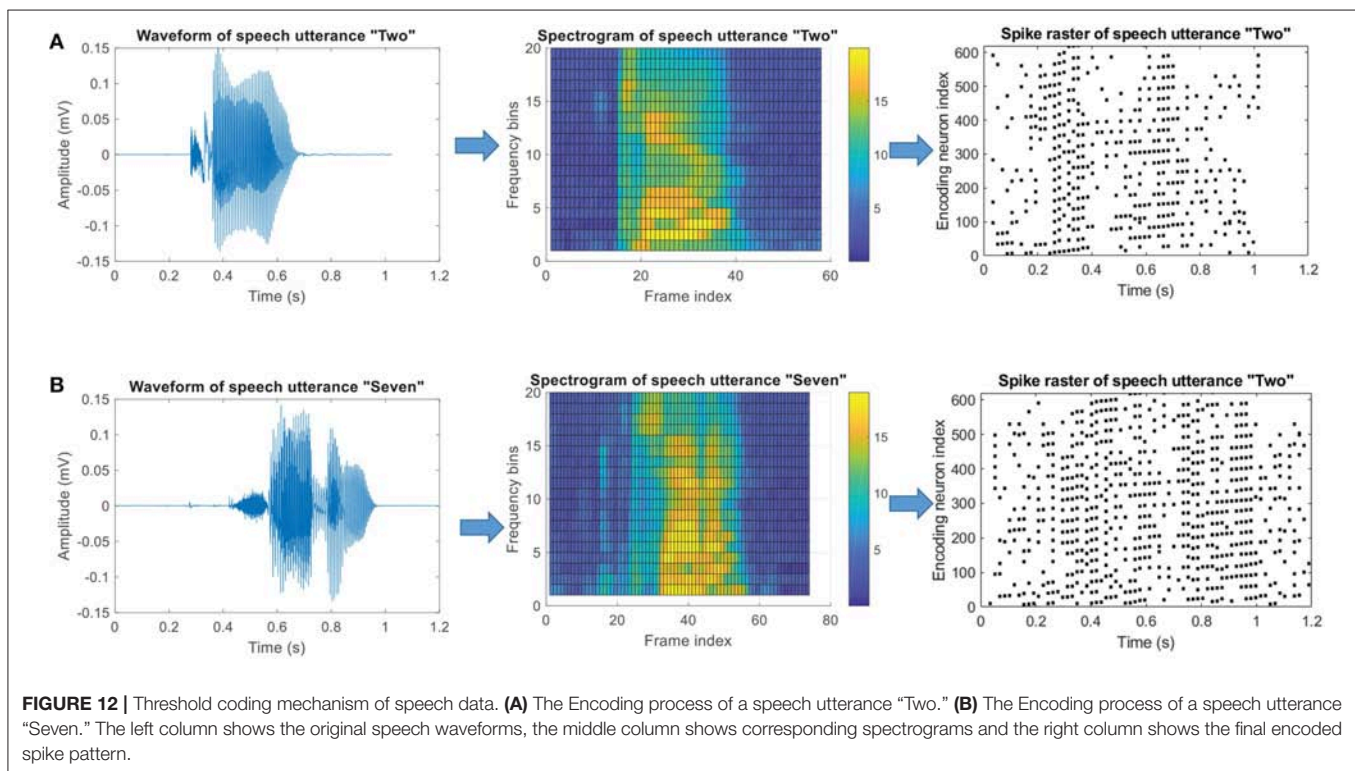 A
Waveform of speech utterance "Two"
0.15
0.1
0.05
0
-0.05
-0.1
-0.15
Amplitude (mV)
0 0.2 0.4 0.6 0.8 1 1.2
Time (s)
Spectrogram of speech utterance "Two"
20
15
10
5
0
Frequency bins
20 40 60
Frame index
15
10
5
Spike raster of speech utterance "Two"
600
500
400
300
200
100
0
Encoding neuron index
0 0.2 0.4 0.6 0.8 1 1.2
Time (s)
B
Waveform of speech utterance "Seven"
0.15
0.1
0.05
0
-0.05
-0.1
-0.15
Amplitude (mV)
0 0.2 0.4 0.6 0.8 1 1.2
Time (s)
Spectrogram of speech utterance "Seven"
20
15
10
5
0
Frequency bins
0 20 40 60 80
Frame index
15
10
5
Spike raster of speech utterance "Two"
600
500
400
300
200
100
0
Encoding neuron index
0 0.2 0.4 0.6 0.8 1 1.2
Time (s)
FIGURE 12 | Threshold coding mechanism of speech data. (A) The Encoding process of a speech utterance “Two.” (B) The Encoding process of a speech utterance
“Seven.” The left column shows the original speech waveforms, the middle column shows corresponding spectrograms and the right column shows the final encoded
spike pattern.